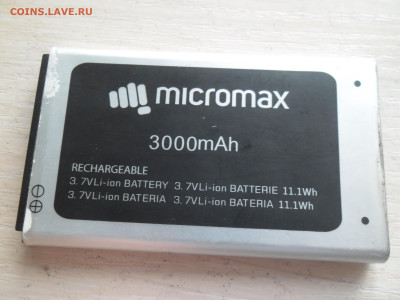 COINS.LAVE.RU
micromax
3000mAh
RECHARGEABLE
3.7VLi-ion BATTERY 3.7VLi-ion BATTERIE 11.1Wh
3.7VLi-ion BATERIA 3.7VLi-ion BATERIA 11.1Wh